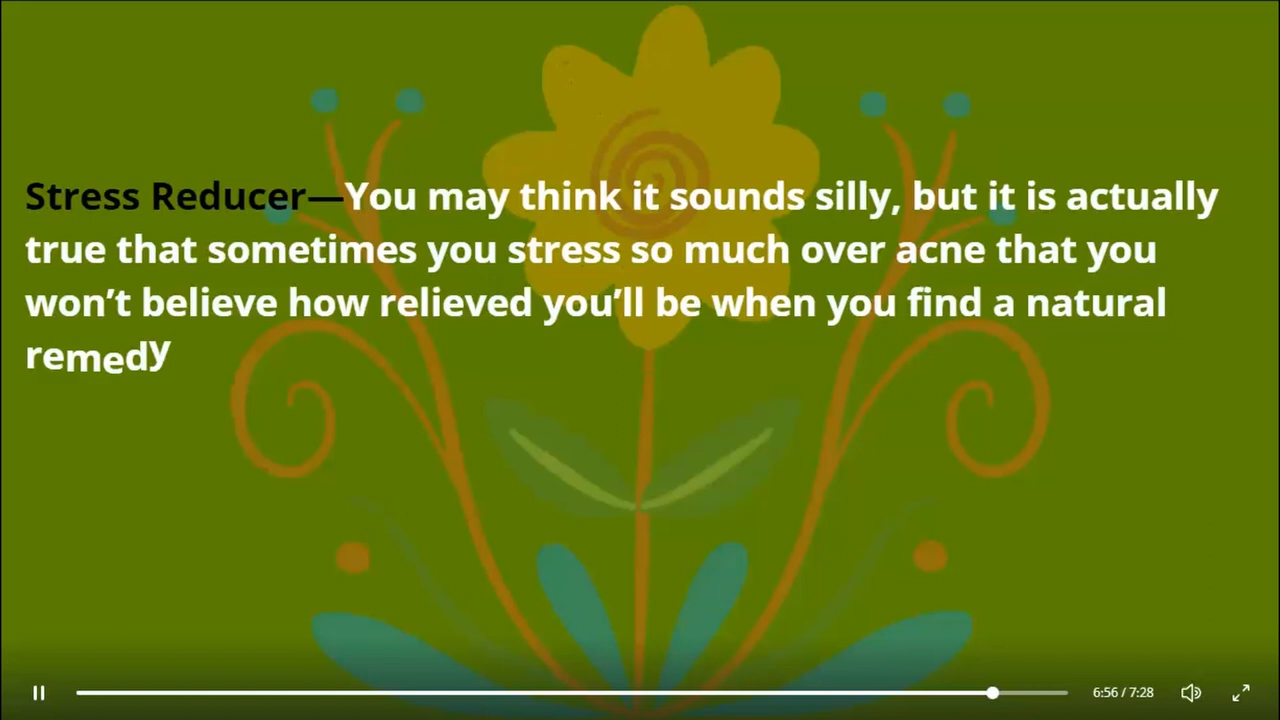 Stress Reducer—You may think it sounds silly, but it is actually
true that sometimes you stress so much over acne that you
won’t believe how relieved you’ll be when you find a natural
remedy
6:56 / 7:28